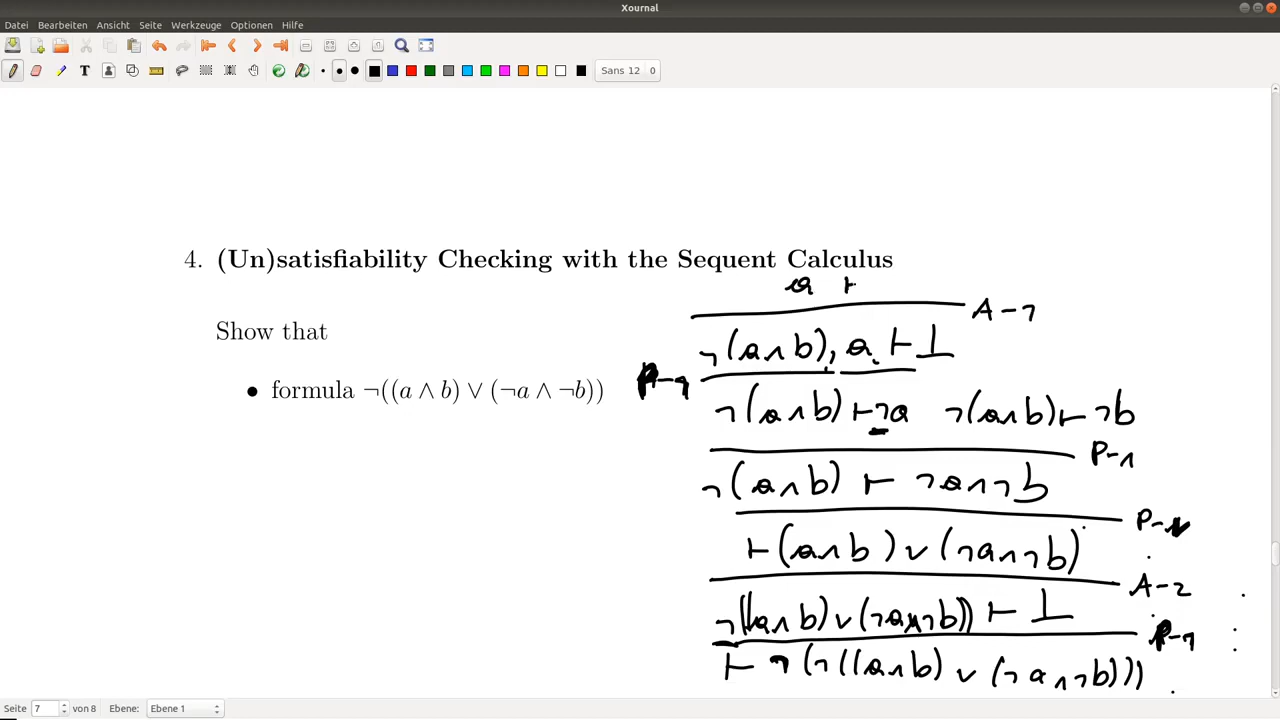 Xournal
Datei Bearbeiten Ansicht Seite Werkzeuge Optionen Hilfe
T Sans 12 0
4. (Un)satisfiability Checking with the Sequent Calculus
a ⊢
A-¬
Show that
¬(a∧b), a ⊢ ⊥
• formula ¬((a ∧ b) ∨ (¬a ∧ ¬b))
P-¬
¬(a∧b) ⊢ ¬a ¬(a∧b) ⊢ ¬b
P-∧
¬(a∧b) ⊢ ¬a∧¬b
P-∨
⊢ (a∧b) ∨ (¬a∧¬b)
A-¬
¬((a∧b) ∨ (¬a∧¬b)) ⊢ ⊥
P-¬
⊢ ¬(¬((a∧b) ∨ (¬a∧¬b)))
Seite 7 von 8 Ebene: Ebene 1